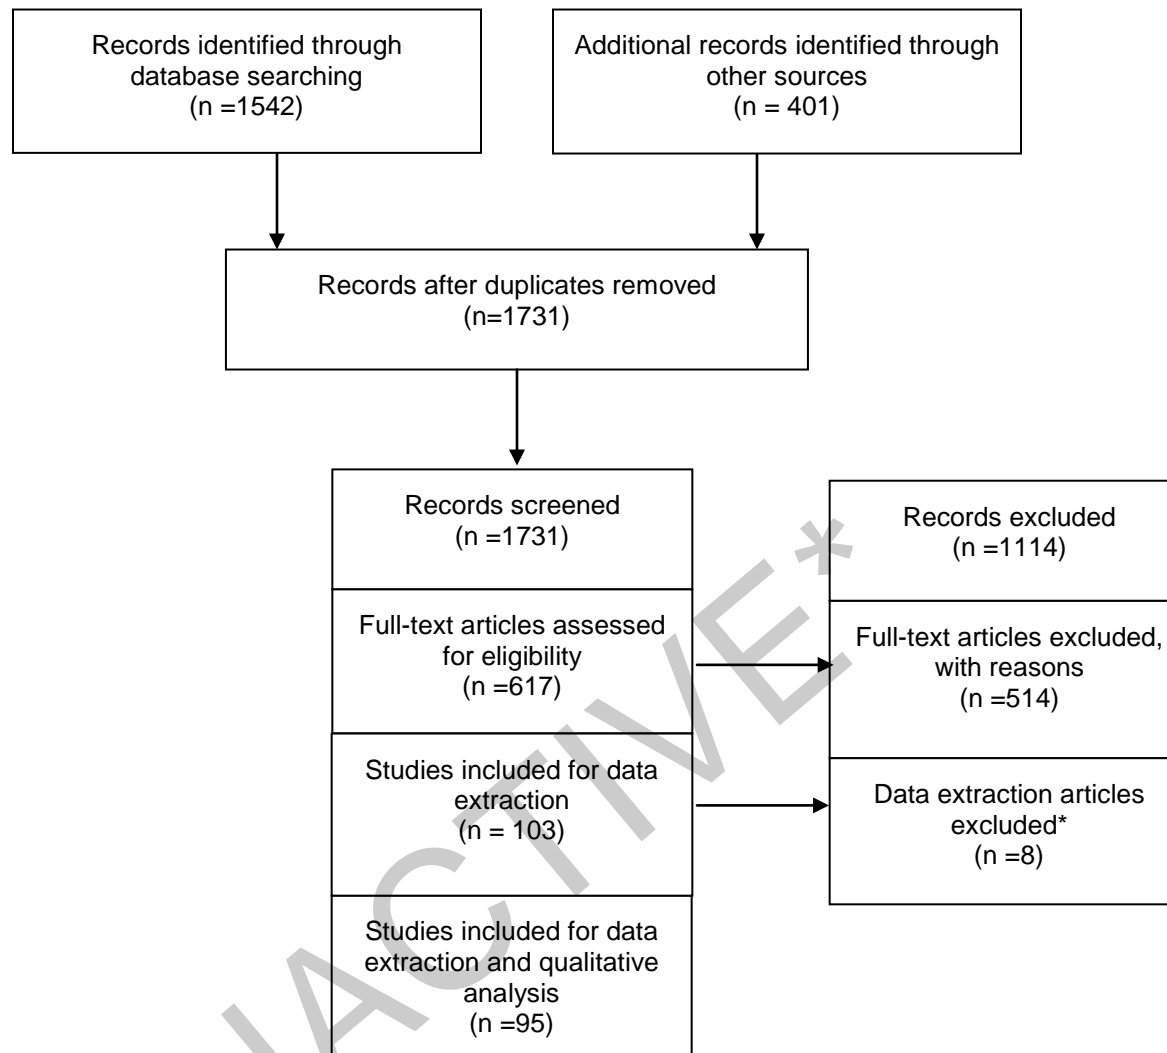 Records identified through
database searching
(n =1542)
Additional records identified through
other sources
(n = 401)
Records after duplicates removed
(n=1731)
Records screened
(n =1731)
Records excluded
(n =1114)
Full-text articles assessed
for eligibility
(n =617)
Full-text articles excluded,
with reasons
(n =514)
Studies included for data
extraction
(n = 103)
Data extraction articles
excluded*
(n =8)
Studies included for data
extraction and qualitative
analysis
(n =95)
NACTIVE*